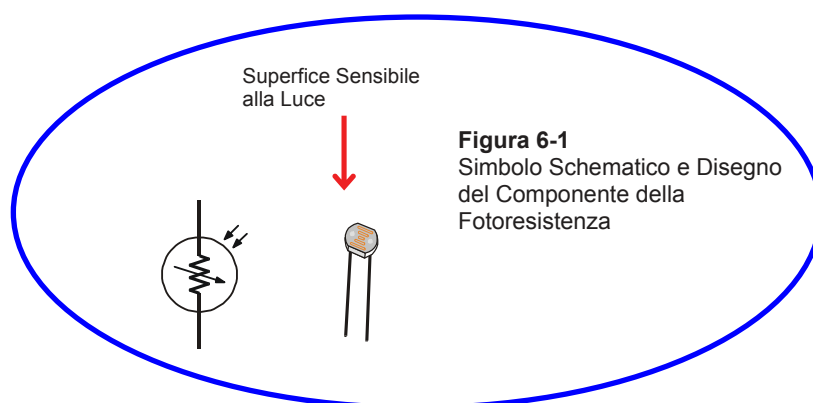 Superfice Sensibile
alla Luce
Figura 6-1
Simbolo Schematico e Disegno
del Componente della
Fotoresistenza